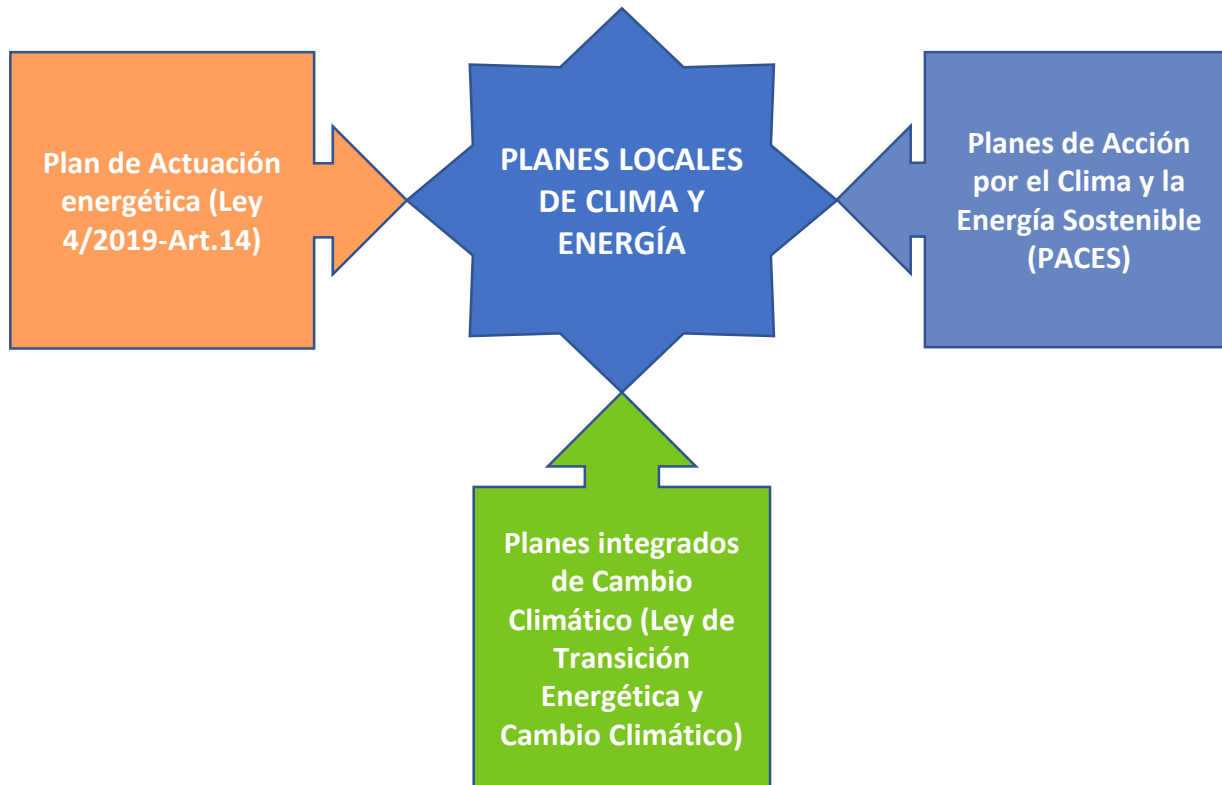 Plan de Actuación
energética (Ley
4/2019-Art.14)
PLANES LOCALES
DE CLIMA Y
ENERGÍA
Planes de Acción
por el Clima y la
Energía Sostenible
(PACES)
Planes integrados
de Cambio
Climático (Ley de
Transición
Energética y
Cambio Climático)